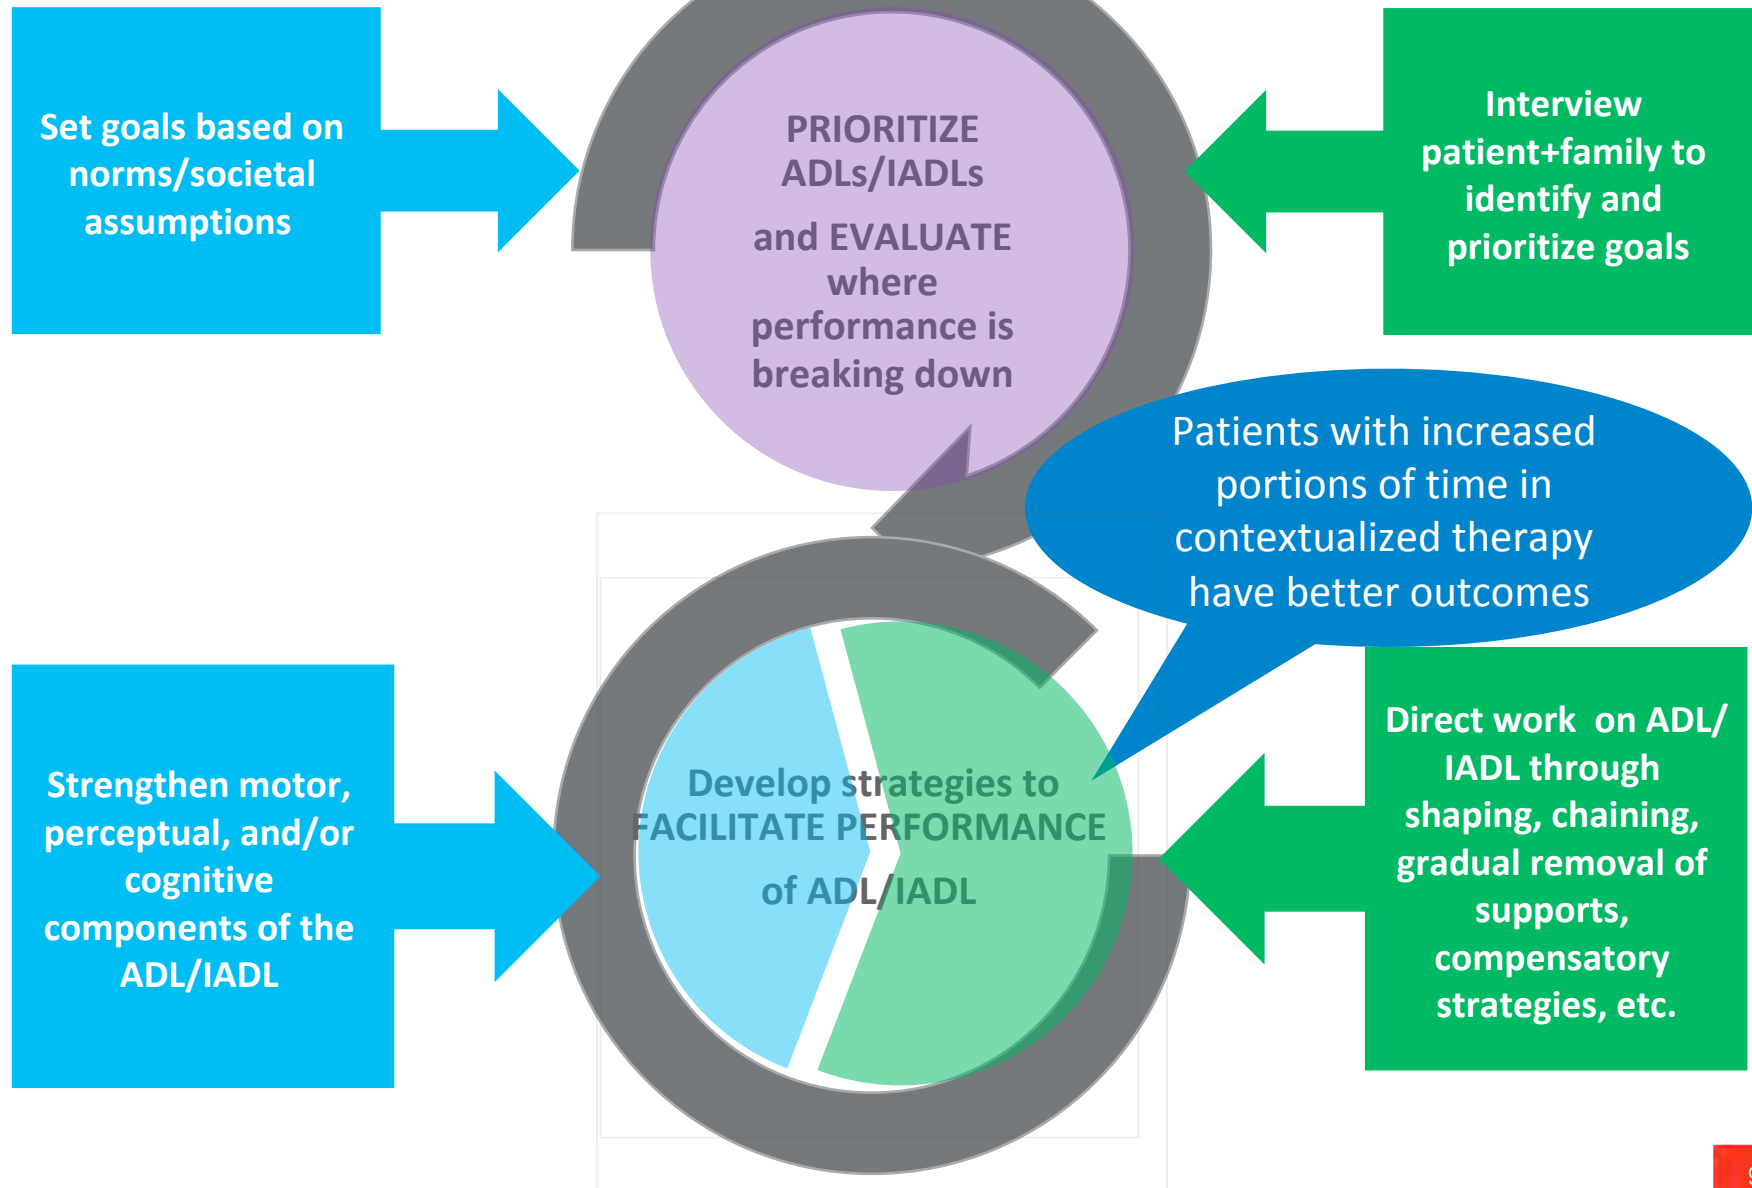 Set goals based on
norms/societal
assumptions
PRIORITIZE
ADLs/IADLs
and EVALUATE
where
performance is
breaking down
Interview
patient+family to
identify and
prioritize goals
Patients with increased
portions of time in
contextualized therapy
have better outcomes
Strengthen motor,
perceptual, and/or
cognitive
components of the
ADL/IADL
Develop strategies to
FACILITATE PERFORMANCE
of ADL/IADL
Direct work  on ADL/
IADL through
shaping, chaining,
gradual removal of
supports,
compensatory
strategies, etc.